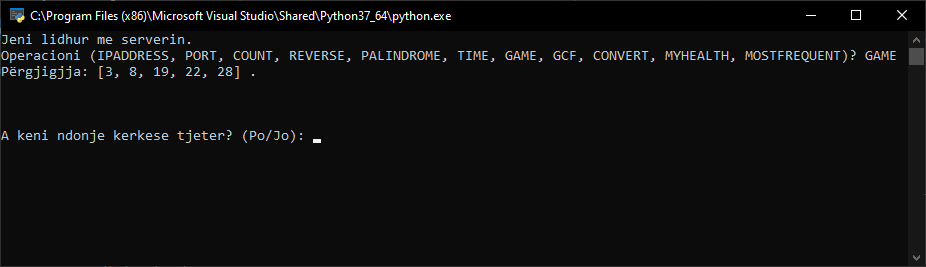 C:\Program Files (x86)\Microsoft Visual Studio\Shared\Python37_64\python.exe
Jeni lidhur me serverin.
Operacioni (IPADDRESS, PORT, COUNT, REVERSE, PALINDROME, TIME, GAME, GCF, CONVERT, MYHEALTH, MOSTFREQUENT)? GAME
Përgjigjja: [3, 8, 19, 22, 28] .
A keni ndonje kerkese tjeter? (Po/Jo):